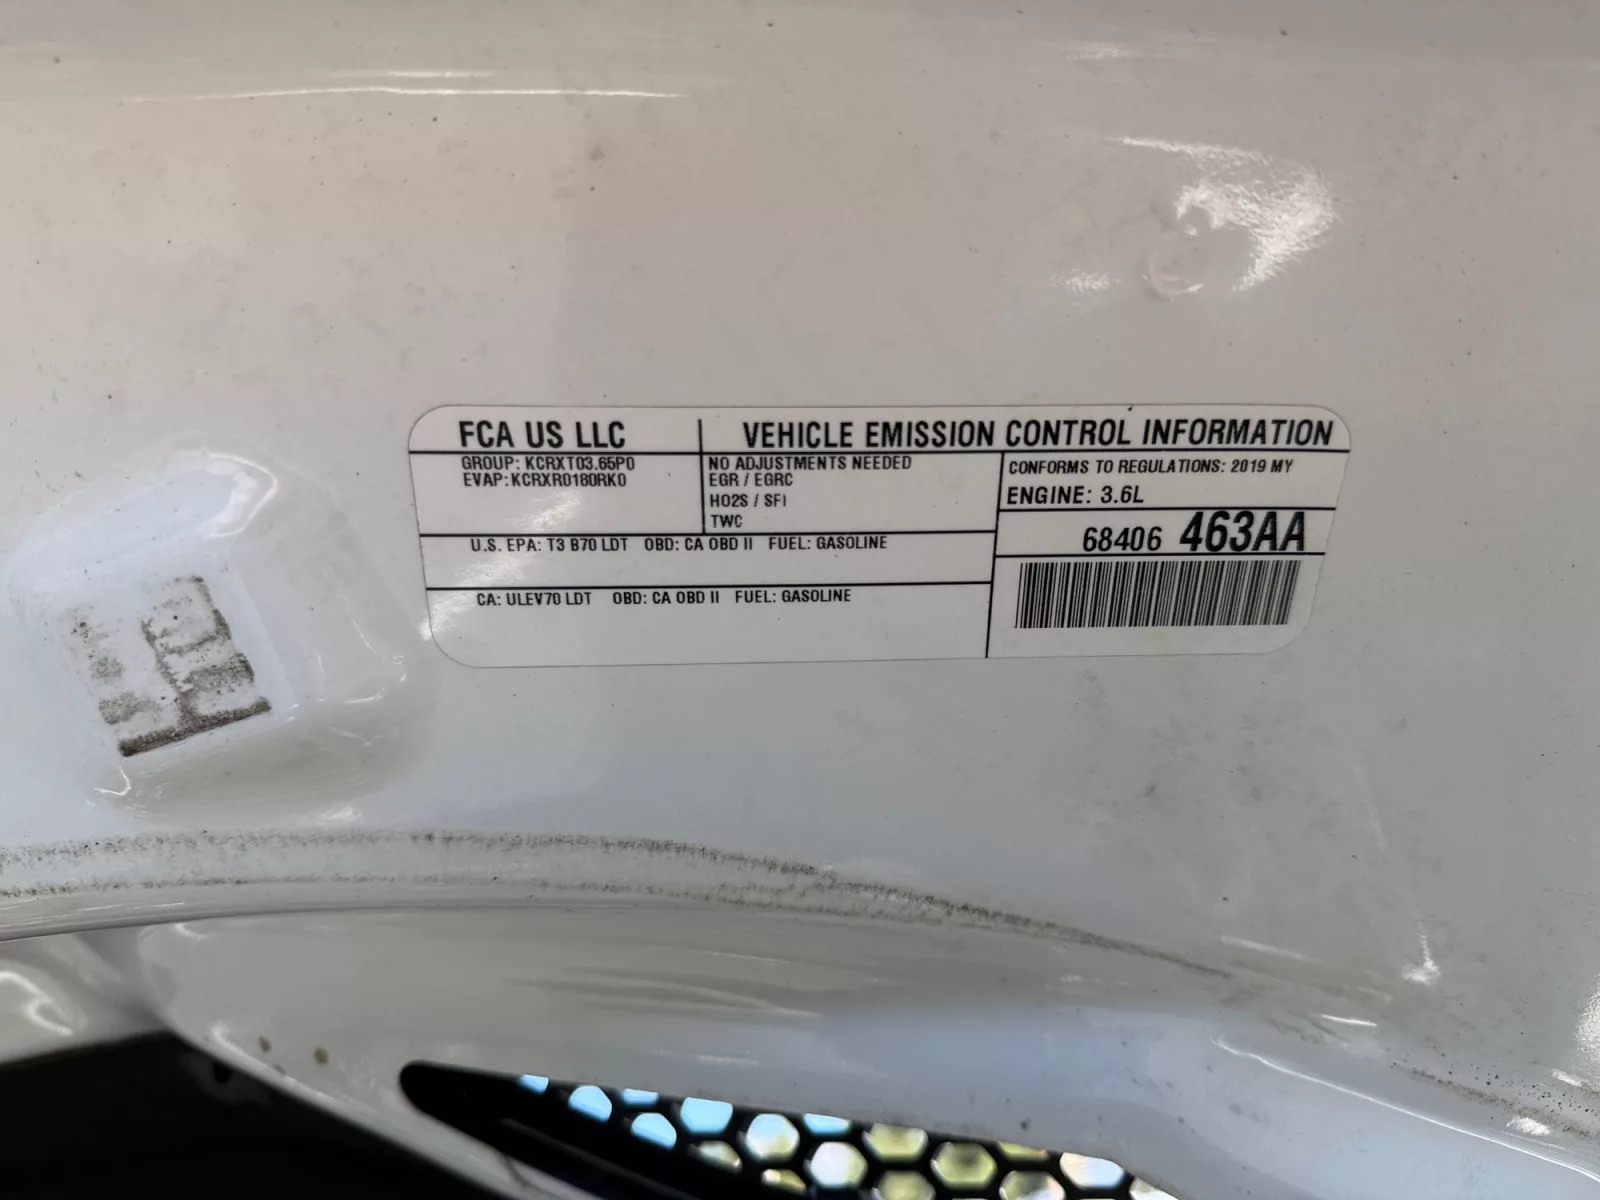 FCA US LLC
VEHICLE EMISSION CONTROL INFORMATION
GROUP: KCRXT03.65P0
EVAP: KCRXR0180RK0
NO ADJUSTMENTS NEEDED
EGR / EGRC
HO2S / SFI
TWC
CONFORMS TO REGULATIONS: 2019 MY
ENGINE: 3.6L
68406 463AA
U.S. EPA: T3 B70 LDT OBD: CA OBD II FUEL: GASOLINE
CA: ULEV70 LDT OBD: CA OBD II FUEL: GASOLINE